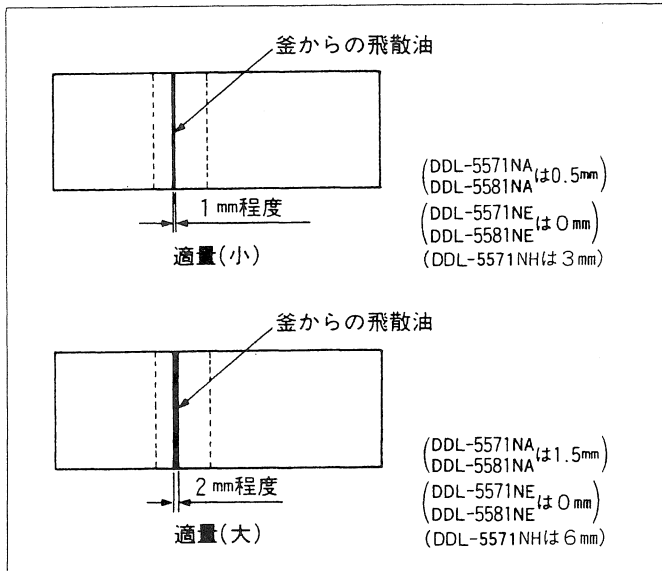 釜からの飛散油
(DDL-5571NA
DDL-5581NAは0.5mm)
(DDL-5571NE
DDL-5581NEは0mm)
(DDL-5571NHは3mm)
1mm程度
適量(小)
釜からの飛散油
(DDL-5571NA
DDL-5581NAは1.5mm)
(DDL-5571NE
DDL-5581NEは0mm)
(DDL-5571NHは6mm)
2mm程度
適量(大)